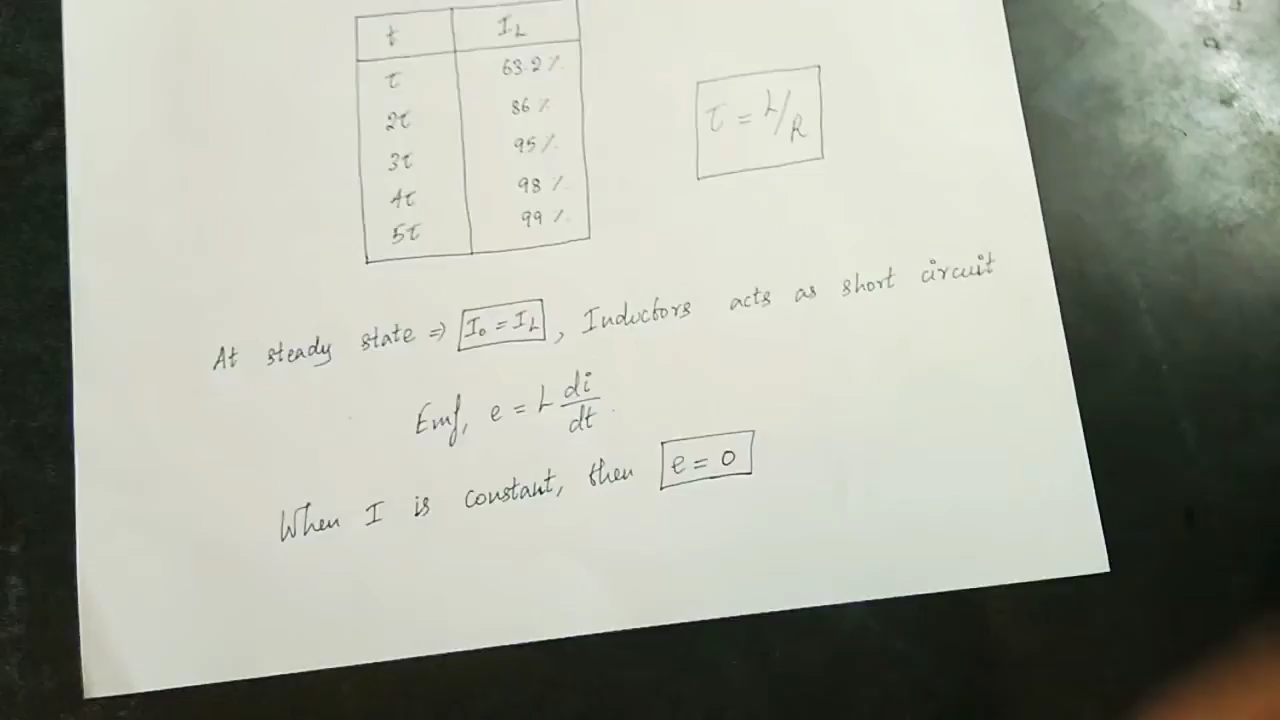 t I_L
τ 63.2 %
2τ 86 %
3τ 95 %
4τ 98 %
5τ 99 %
τ = L/R
At steady state ⇒ I₀ = I_L, Inductors acts as short circuit
Emf, e = L di/dt
When I is constant, then e = 0